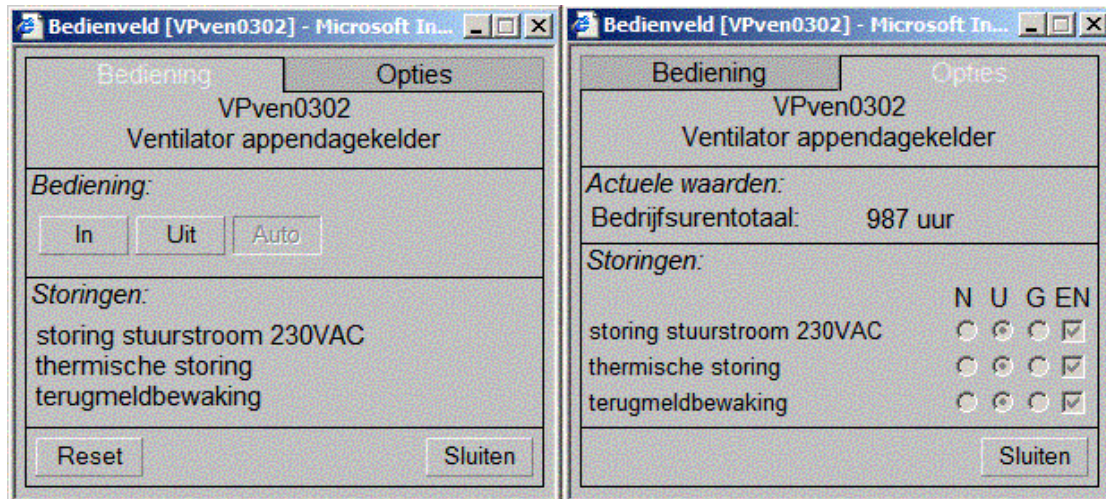 Bedienveld [VPven0302] - Microsoft In...
Bediening Opties
VPven0302
Ventilator appendagekelder
Bediening:
In Uit Auto
Storingen:
storing stuurstroom 230VAC
thermische storing
terugmeldbewaking
Reset Sluiten
Bedienveld [VPven0302] - Microsoft In...
Bediening Opties
VPven0302
Ventilator appendagekelder
Actuele waarden:
Bedrijfsurentotaal: 987 uur
Storingen:
N U G EN
storing stuurstroom 230VAC
thermische storing
terugmeldbewaking
Sluiten